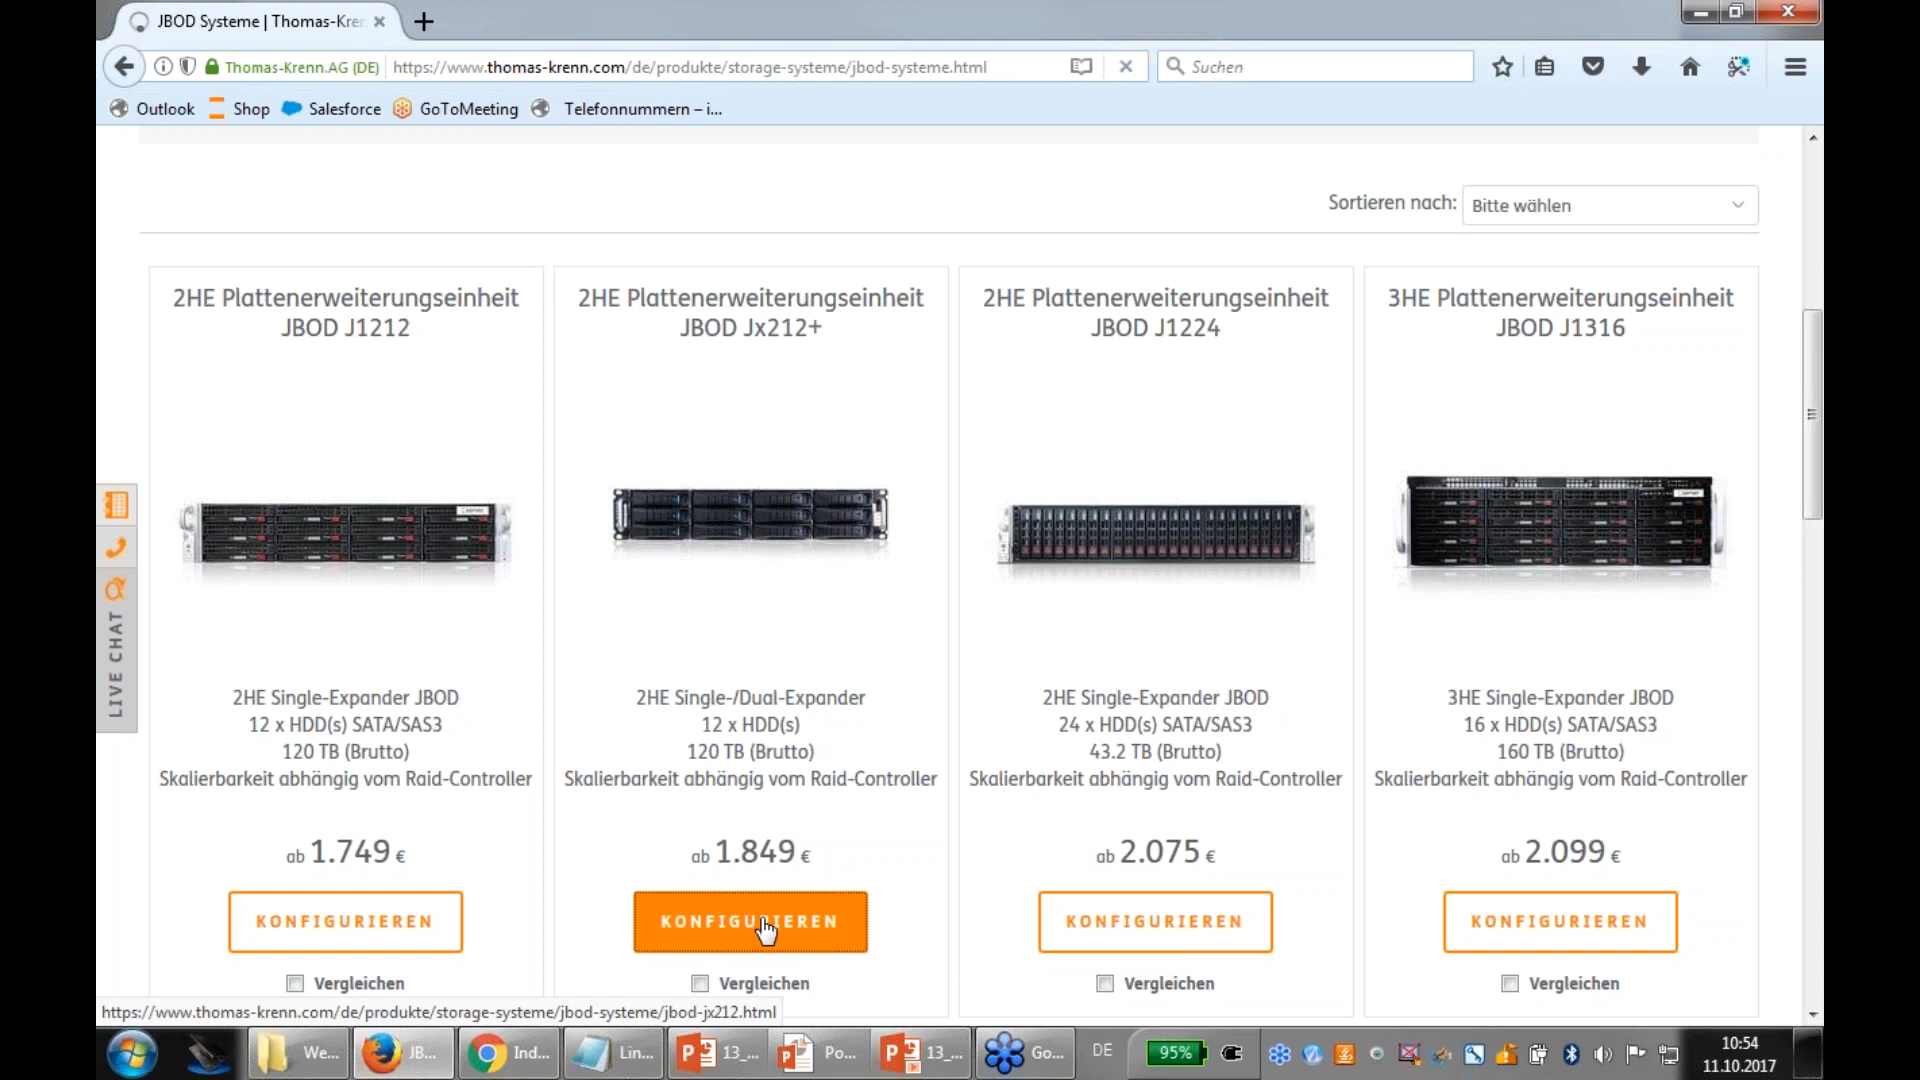 JBOD Systeme | Thomas-Kre
Thomas-Krenn.AG (DE)
https://www.thomas-krenn.com/de/produkte/storage-systeme/jbod-systeme.html
Suchen
Outlook
Shop
Salesforce
GoToMeeting
Telefonnummern – i...
Sortieren nach:
Bitte wählen
2HE Plattenerweiterungseinheit
JBOD J1212
2HE Single-Expander JBOD
12 x HDD(s) SATA/SAS3
120 TB (Brutto)
Skalierbarkeit abhängig vom Raid-Controller
ab 1.749 €
KONFIGURIEREN
Vergleichen
2HE Plattenerweiterungseinheit
JBOD Jx212+
2HE Single-/Dual-Expander
12 x HDD(s)
120 TB (Brutto)
Skalierbarkeit abhängig vom Raid-Controller
ab 1.849 €
KONFIGURIEREN
Vergleichen
2HE Plattenerweiterungseinheit
JBOD J1224
2HE Single-Expander JBOD
24 x HDD(s) SATA/SAS3
43.2 TB (Brutto)
Skalierbarkeit abhängig vom Raid-Controller
ab 2.075 €
KONFIGURIEREN
Vergleichen
3HE Plattenerweiterungseinheit
JBOD J1316
3HE Single-Expander JBOD
16 x HDD(s) SATA/SAS3
160 TB (Brutto)
Skalierbarkeit abhängig vom Raid-Controller
ab 2.099 €
KONFIGURIEREN
Vergleichen
LIVE CHAT
https://www.thomas-krenn.com/de/produkte/storage-systeme/jbod-systeme/jbod-jx212.html
We...
JB...
Ind...
Lin...
13_...
Po...
13_...
Go...
DE
95%
10:54
11.10.2017